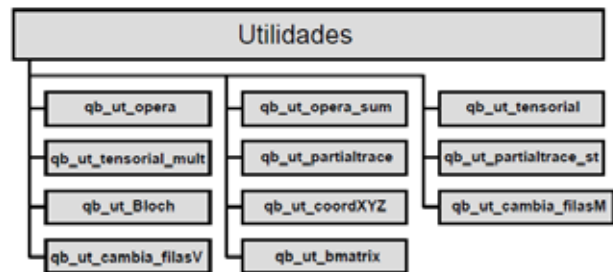 Utilidades
qb_ut_opera
qb_ut_opera_sum
qb_ut_tensorial
qb_ut_tensorial_mult
qb_ut_partialtrace
qb_ut_partialtrace_st
qb_ut_Bloch
qb_ut_coordXYZ
qb_ut_cambia_filasM
qb_ut_cambia_filasV
qb_ut_bmatrix